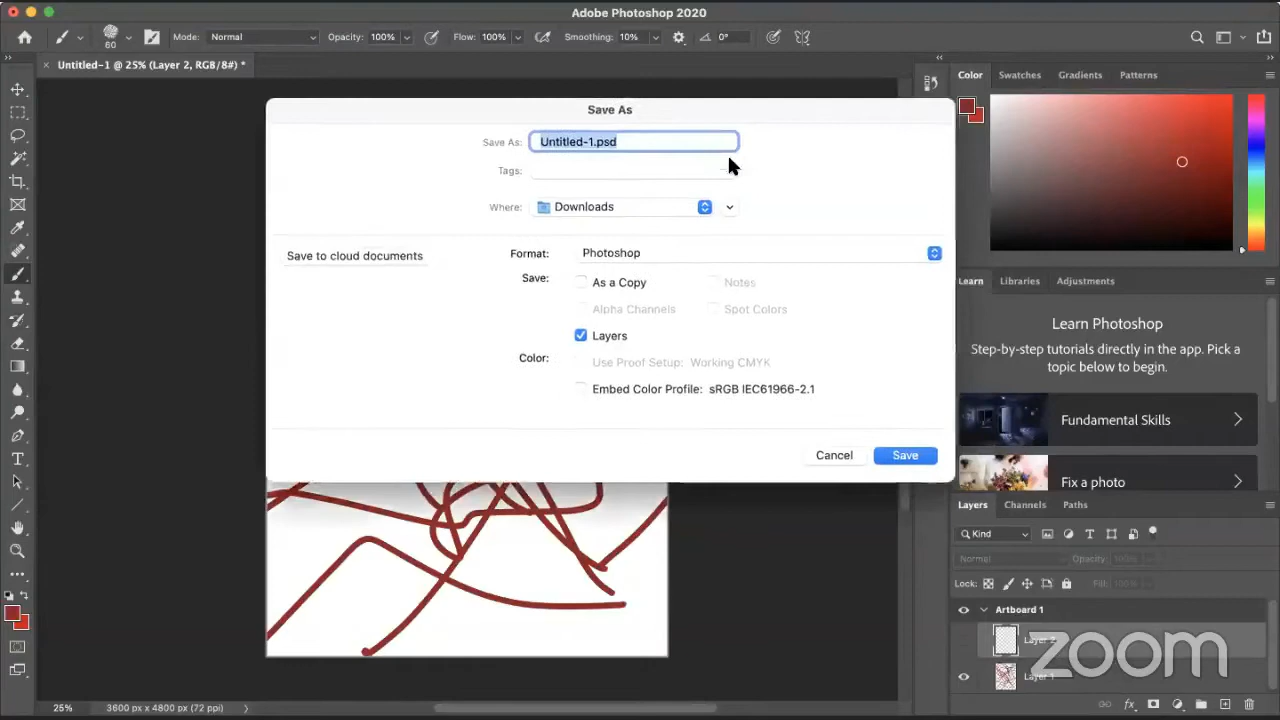 Adobe Photoshop 2020
60
Mode: Normal
Opacity: 100%
Flow: 100%
Smoothing: 10%
0°
Untitled-1 @ 25% (Layer 2, RGB/8#) *
Save As
Save As: Untitled-1.psd
Tags:
Where: Downloads
Save to cloud documents
Format: Photoshop
Save: As a Copy Notes
Alpha Channels Spot Colors
Layers
Color: Use Proof Setup: Working CMYK
Embed Color Profile: sRGB IEC61966-2.1
Cancel Save
Color Swatches Gradients Patterns
Learn Libraries Adjustments
Learn Photoshop
Step-by-step tutorials directly in the app. Pick a
topic below to begin.
Fundamental Skills
Fix a photo
Layers Channels Paths
Kind
Normal Opacity: 100%
Lock: Fill: 100%
Artboard 1
Layer 2
Layer 1
zoom
25% 3600 px x 4800 px (72 ppi)